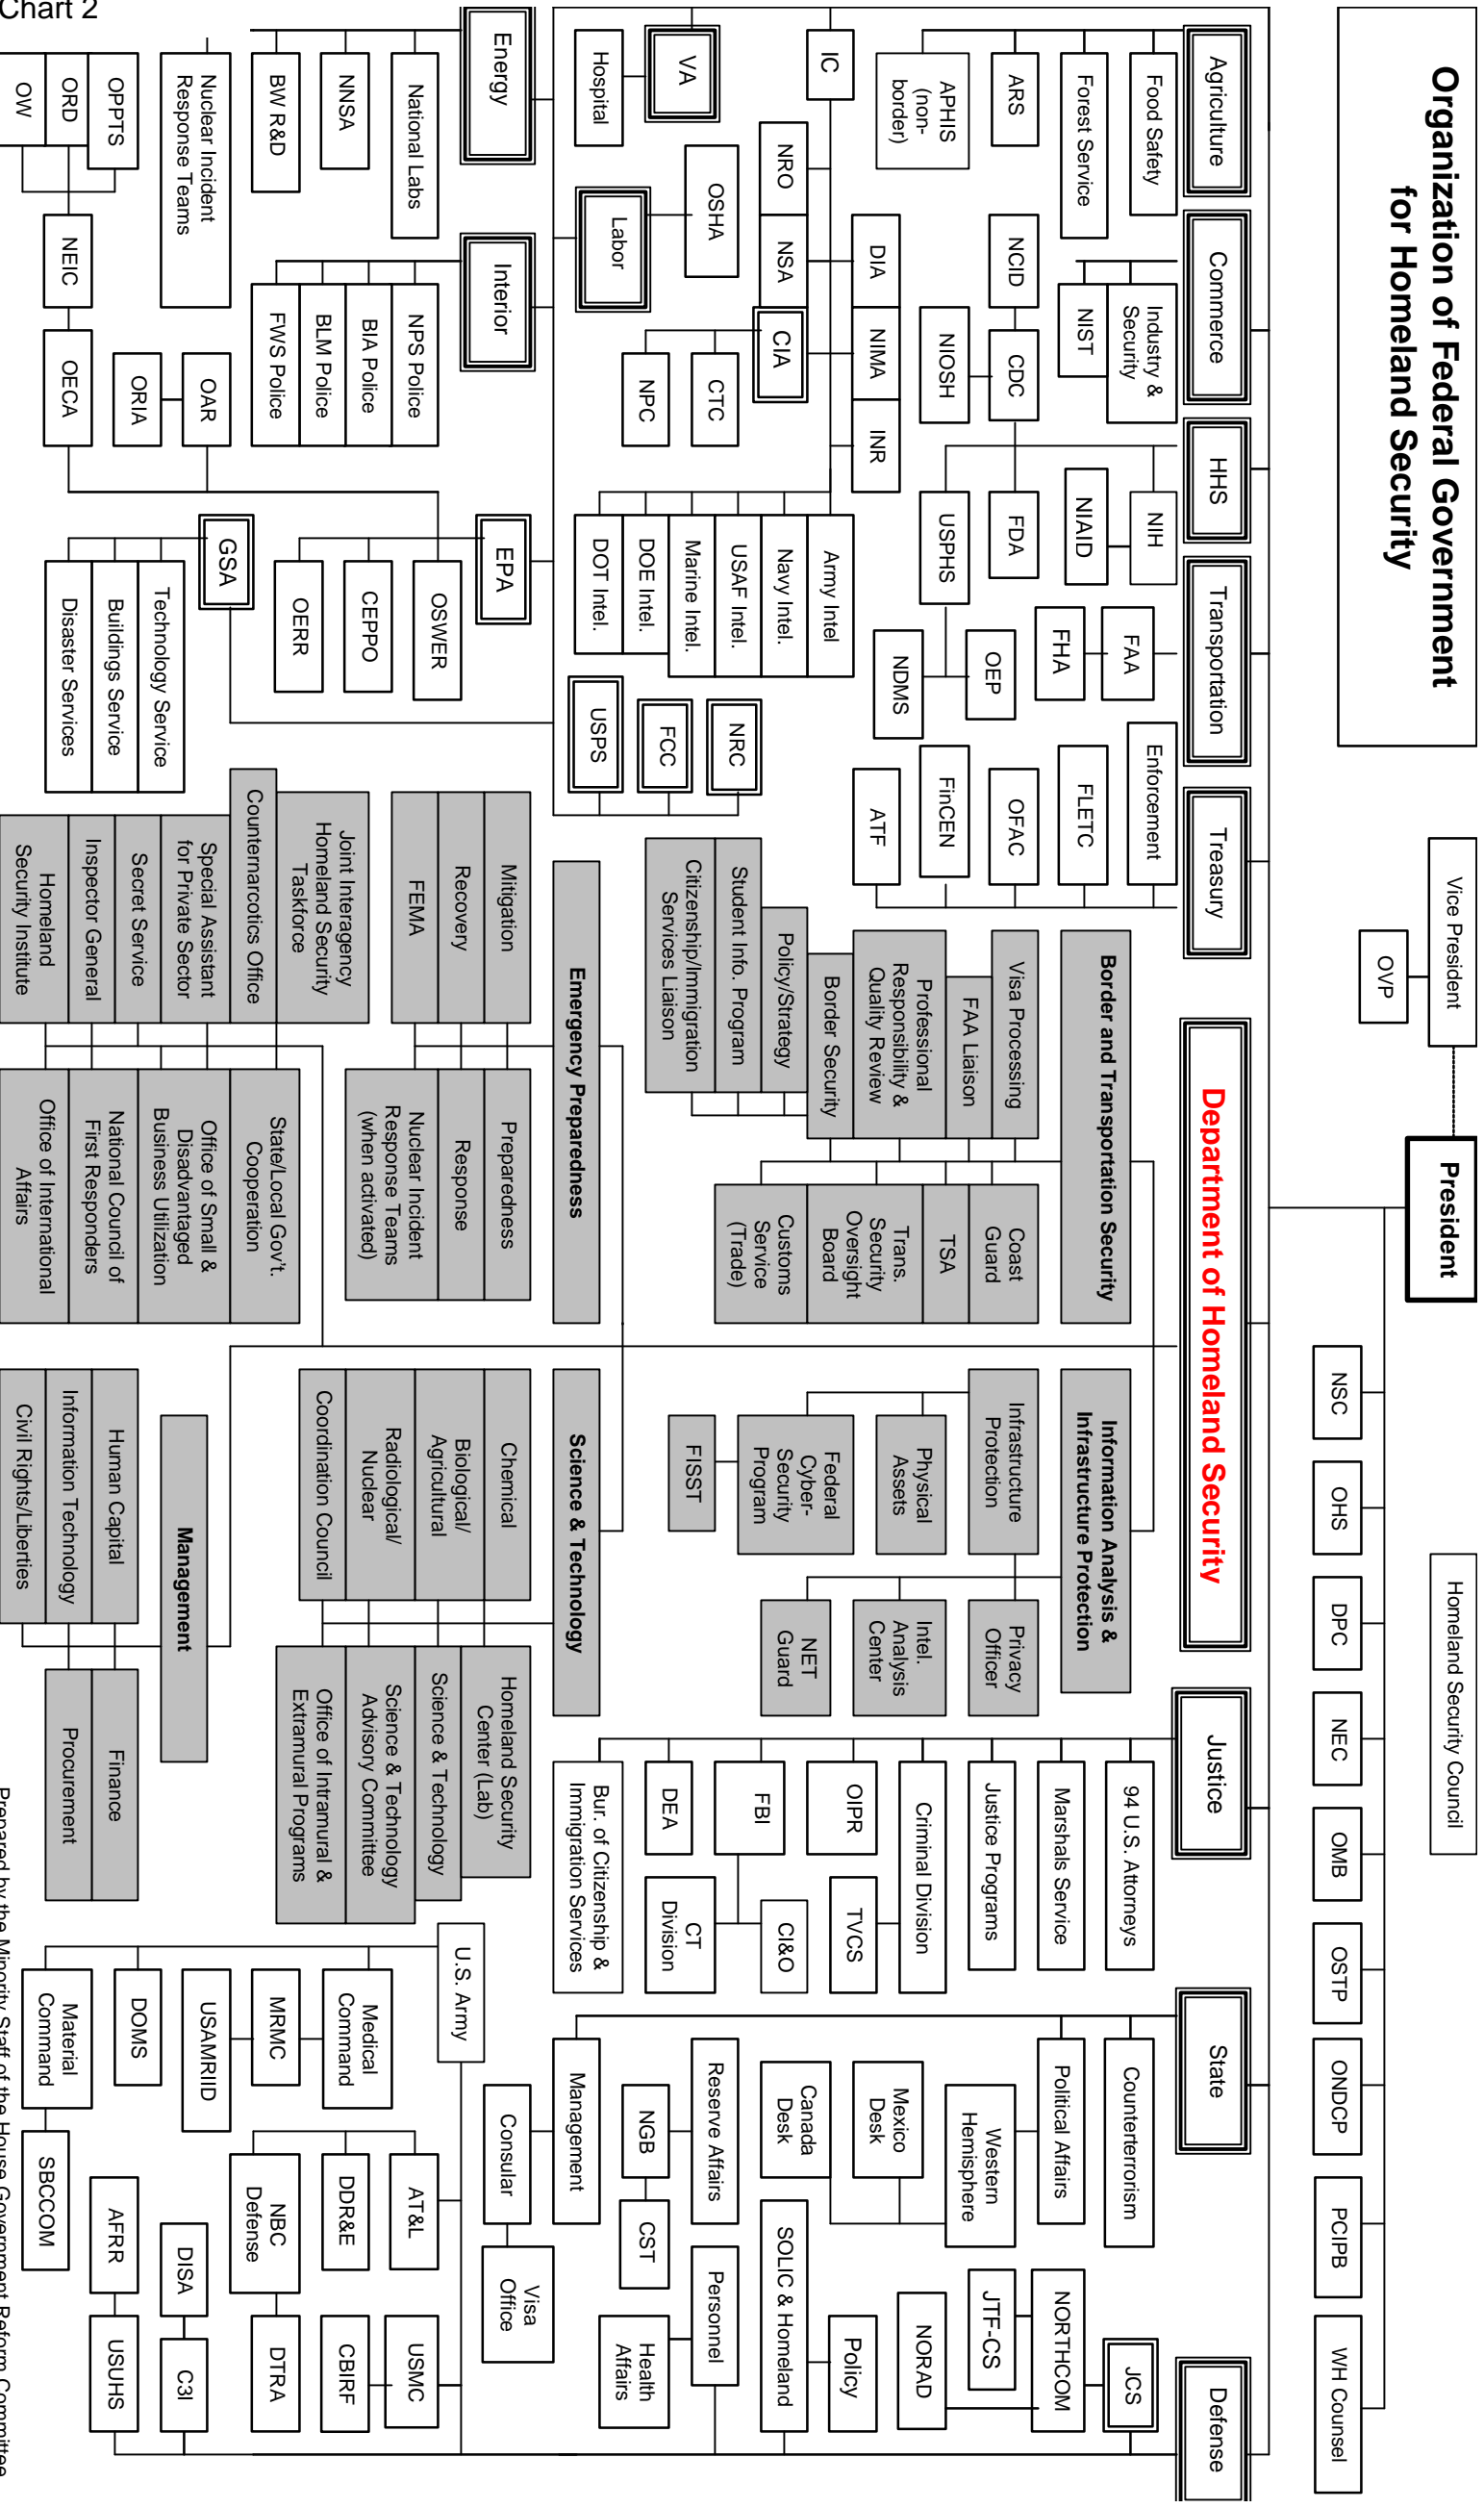 Chart 2
Organization of Federal Government
for Homeland Security
Vice President
OVP
President
Homeland Security Council
NSC
OHS
DPC
NEC
OMB
OSTP
ONDCP
PCIPB
WH Counsel
Agriculture
Commerce
HHS
Transportation
Treasury
Department of Homeland Security
Justice
State
Defense
Food Safety
Forest Service
ARS
APHIS
(non-
border)
Industry &
Security
NIST
NCID
CDC
NIOSH
NIH
NIAID
FDA
USPHS
OEP
NDMS
FAA
FHA
Enforcement
FLETC
OFAC
FinCEN
ATF
IC
NRO
NSA
DIA
NIMA
INR
CIA
CTC
NPC
Army Intel
Navy Intel.
USAF Intel.
Marine Intel.
DOE Intel.
DOT Intel.
VA
Hospital
OSHA
Labor
NRC
FCC
USPS
Energy
National Labs
NNSA
BW R&D
Nuclear Incident
Response Teams
Interior
NPS Police
BIA Police
BLM Police
FWS Police
EPA
OSWER
CEPPO
OERR
OPPTS
ORD
OW
NEIC
OECA
OAR
ORIA
GSA
Technology Service
Buildings Service
Disaster Services
Border and Transportation Security
Visa Processing
FAA Liaison
Professional
Responsibility &
Quality Review
Border Security
Policy/Strategy
Student Info. Program
Citizenship/Immigration
Services Liaison
Coast
Guard
TSA
Trans.
Security
Oversight
Board
Customs
Service
(Trade)
Information Analysis &
Infrastructure Protection
Infrastructure
Protection
Physical
Assets
Federal
Cyber-
Security
Program
FISST
Privacy
Officer
Intel.
Analysis
Center
NET
Guard
Emergency Preparedness
Mitigation
Recovery
FEMA
Preparedness
Response
Nuclear Incident
Response Teams
(when activated)
Science & Technology
Chemical
Biological/
Agricultural
Radiological/
Nuclear
Coordination Council
Homeland Security
Center (Lab)
Science & Technology
Science & Technology
Advisory Committee
Office of Intramural &
Extramural Programs
Joint Interagency
Homeland Security
Taskforce
Counternarcotics Office
Special Assistant
for Private Sector
Secret Service
Inspector General
Homeland
Security Institute
State/Local Gov't.
Cooperation
Office of Small &
Disadvantaged
Business Utilization
National Council of
First Responders
Office of International
Affairs
Management
Human Capital
Information Technology
Civil Rights/Liberties
Finance
Procurement
94 U.S. Attorneys
Marshals Service
Justice Programs
Criminal Division
TVCS
OIPR
FBI
CI&O
CT
Division
DEA
Bur. of Citizenship &
Immigration Services
Counterterrorism
Political Affairs
Western
Hemisphere
Mexico
Desk
Canada
Desk
Management
Consular
Visa
Office
JCS
NORTHCOM
JTF-CS
NORAD
Policy
SOLIC & Homeland
Reserve Affairs
NGB
CST
Personnel
Health
Affairs
U.S. Army
Medical
Command
MRMC
USAMRIID
DOMS
Material
Command
SBCCOM
AT&L
DDR&E
NBC
Defense
DTRA
USMC
CBIRF
DISA
C3I
AFRR
USUHS
Prepared by the Minority Staff of the House Government Reform Committee